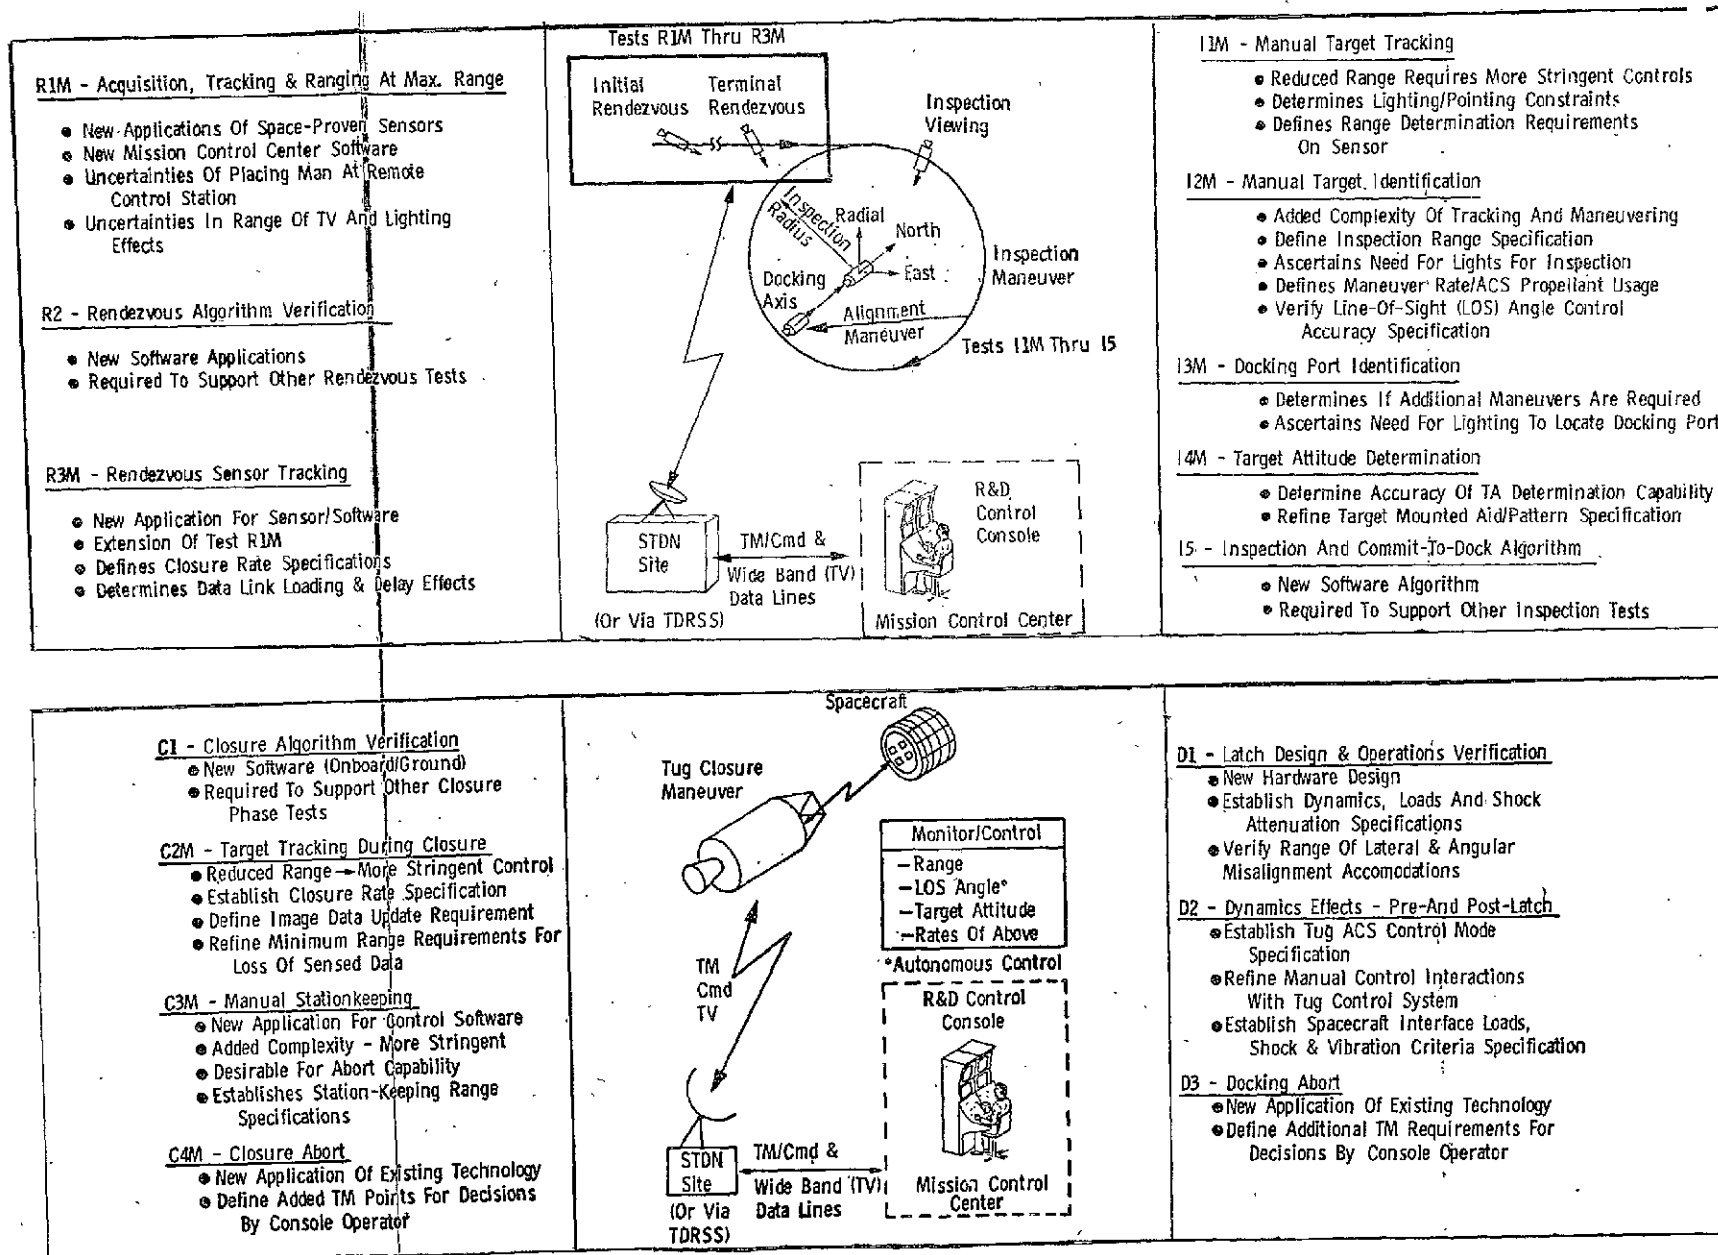 R1M - Acquisition, Tracking & Ranging At Max. Range
New Applications Of Space-Proven Sensors
New Mission Control Center Software
Uncertainties Of Placing Man At Remote
Control Station
Uncertainties In Range Of TV And Lighting
Effects
R2 - Rendezvous Algorithm Verification
New Software Applications
Required To Support Other Rendezvous Tests
R3M - Rendezvous Sensor Tracking
New Application For Sensor/Software
Extension Of Test R1M
Defines Closure Rate Specifications
Determines Data Link Loading & Delay Effects
Tests R1M Thru R3M
Initial
Rendezvous
Terminal
Rendezvous
Inspection
Viewing
Inspection
Radius
Radial
North
East
Docking
Axis
Inspection
Maneuver
Alignment
Maneuver
Tests I1M Thru I5
STDN
Site
(Or Via TDRSS)
TM/Cmd &
Wide Band (TV)
Data Lines
R&D
Control
Console
Mission Control Center
I1M - Manual Target Tracking
Reduced Range Requires More Stringent Controls
Determines Lighting/Pointing Constraints
Defines Range Determination Requirements
On Sensor
I2M - Manual Target Identification
Added Complexity Of Tracking And Maneuvering
Define Inspection Range Specification
Ascertains Need For Lights For Inspection
Defines Maneuver Rate/ACS Propellant Usage
Verify Line-Of-Sight (LOS) Angle Control
Accuracy Specification
I3M - Docking Port Identification
Determines If Additional Maneuvers Are Required
Ascertains Need For Lighting To Locate Docking Port
I4M - Target Attitude Determination
Determine Accuracy Of TA Determination Capability
Refine Target Mounted Aid/Pattern Specification
I5 - Inspection And Commit-To-Dock Algorithm
New Software Algorithm
Required To Support Other Inspection Tests
C1 - Closure Algorithm Verification
New Software (Onboard/Ground)
Required To Support Other Closure
Phase Tests
C2M - Target Tracking During Closure
Reduced Range → More Stringent Control
Establish Closure Rate Specification
Define Image Data Update Requirement
Refine Minimum Range Requirements For
Loss Of Sensed Data
C3M - Manual Stationkeeping
New Application For Control Software
Added Complexity - More Stringent
Desirable For Abort Capability
Establishes Station-Keeping Range
Specifications
C4M - Closure Abort
New Application Of Existing Technology
Define Added TM Points For Decisions
By Console Operator
Spacecraft
Tug Closure
Maneuver
Monitor/Control
- Range
- LOS Angle*
- Target Attitude
- Rates Of Above
*Autonomous Control
TM
Cmd
TV
STDN
Site
(Or Via
TDRSS)
TM/Cmd &
Wide Band (TV)
Data Lines
R&D Control
Console
Mission Control
Center
D1 - Latch Design & Operations Verification
New Hardware Design
Establish Dynamics, Loads And Shock
Attenuation Specifications
Verify Range Of Lateral & Angular
Misalignment Accomodations
D2 - Dynamics Effects - Pre-And Post-Latch
Establish Tug ACS Control Mode
Specification
Refine Manual Control Interactions
With Tug Control System
Establish Spacecraft Interface Loads,
Shock & Vibration Criteria Specification
D3 - Docking Abort
New Application Of Existing Technology
Define Additional TM Requirements For
Decisions By Console Operator